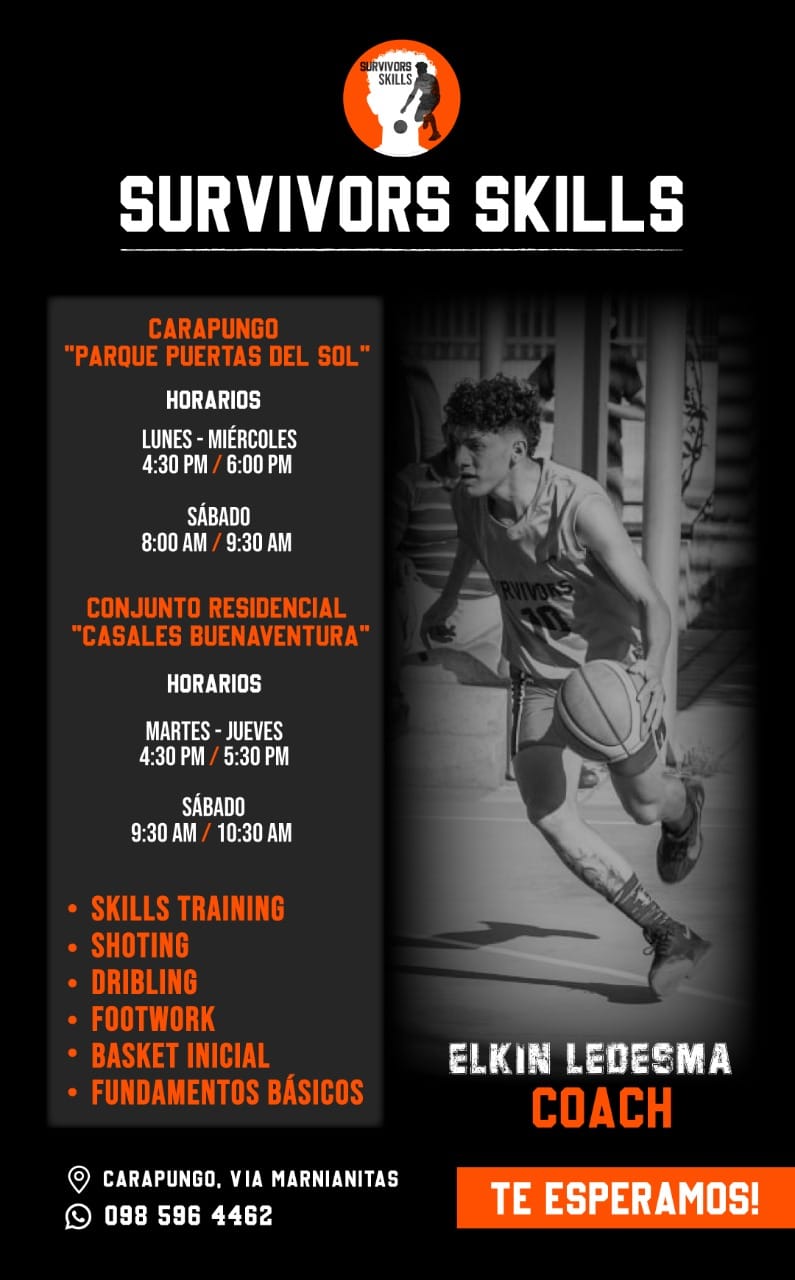 SURVIVORS
SKILLS
SURVIVORS SKILLS
CARAPUNGO
"PARQUE PUERTAS DEL SOL"
HORARIOS
LUNES - MIÉRCOLES
4:30 PM / 6:00 PM
SÁBADO
8:00 AM / 9:30 AM
CONJUNTO RESIDENCIAL
"CASALES BUENAVENTURA"
HORARIOS
MARTES - JUEVES
4:30 PM / 5:30 PM
SÁBADO
9:30 AM / 10:30 AM
• SKILLS TRAINING
• SHOTING
• DRIBLING
• FOOTWORK
• BASKET INICIAL
• FUNDAMENTOS BÁSICOS
RVIVORS
10
ELKIN LEDESMA
COACH
CARAPUNGO, VIA MARNIANITAS
098 596 4462
TE ESPERAMOS!